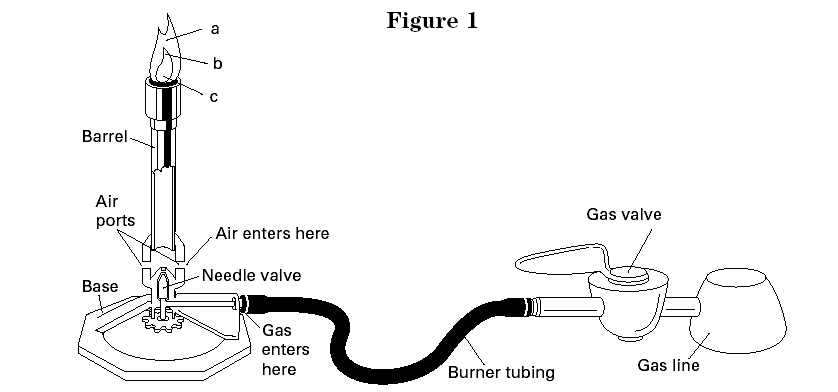 Figure 1
a
b
c
Barrel
Air
ports
Air enters here
Gas valve
Needle valve
Base
Gas
enters
here
Burner tubing
Gas line